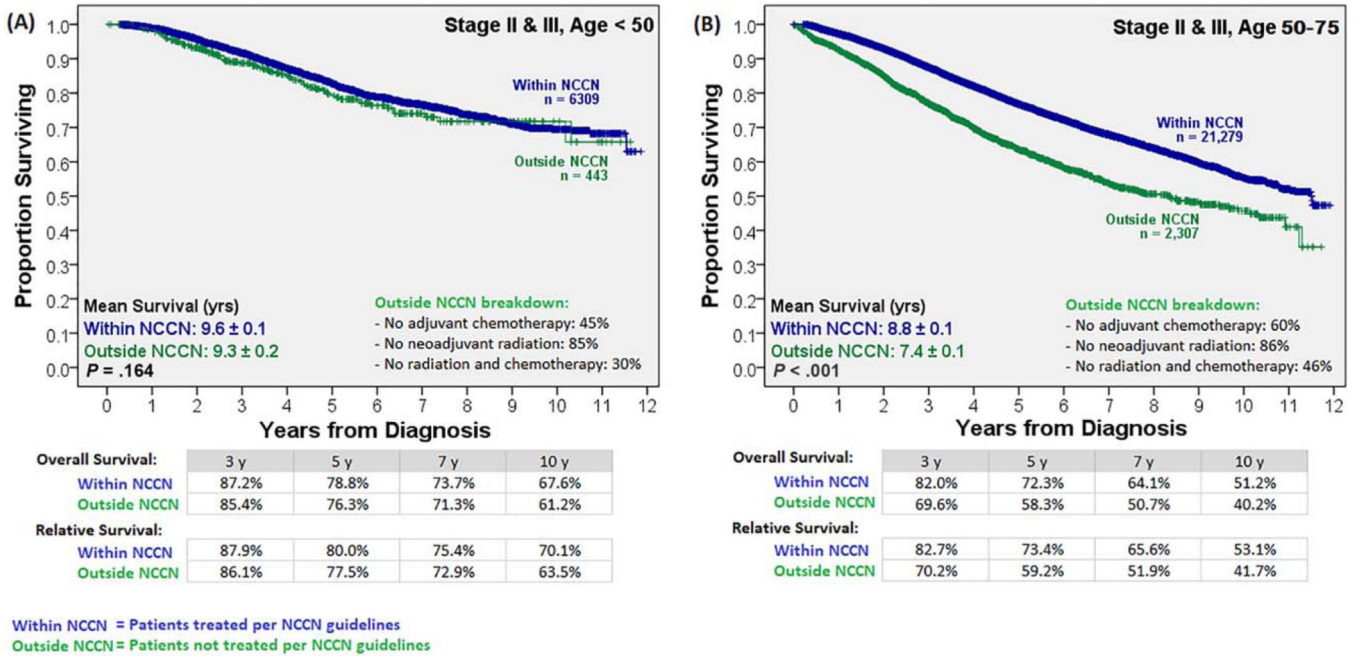 (A)
Stage II & III, Age < 50
1.0
0.9
0.8
0.7
0.6
0.5
0.4
0.3
0.2
0.1
0.0
Proportion Surviving
Within NCCN
n = 6309
Outside NCCN
n = 443
Mean Survival (yrs)
Within NCCN: 9.6 ± 0.1
Outside NCCN: 9.3 ± 0.2
P = .164
Outside NCCN breakdown:
- No adjuvant chemotherapy: 45%
- No neoadjuvant radiation: 85%
- No radiation and chemotherapy: 30%
0 1 2 3 4 5 6 7 8 9 10 11 12
Years from Diagnosis
Overall Survival: 3 y 5 y 7 y 10 y
Within NCCN 87.2% 78.8% 73.7% 67.6%
Outside NCCN 85.4% 76.3% 71.3% 61.2%
Relative Survival:
Within NCCN 87.9% 80.0% 75.4% 70.1%
Outside NCCN 86.1% 77.5% 72.9% 63.5%
(B)
Stage II & III, Age 50-75
1.0
0.9
0.8
0.7
0.6
0.5
0.4
0.3
0.2
0.1
0.0
Proportion Surviving
Within NCCN
n = 21,279
Outside NCCN
n = 2,307
Mean Survival (yrs)
Within NCCN: 8.8 ± 0.1
Outside NCCN: 7.4 ± 0.1
P < .001
Outside NCCN breakdown:
- No adjuvant chemotherapy: 60%
- No neoadjuvant radiation: 86%
- No radiation and chemotherapy: 46%
0 1 2 3 4 5 6 7 8 9 10 11 12
Years from Diagnosis
Overall Survival: 3 y 5 y 7 y 10 y
Within NCCN 82.0% 72.3% 64.1% 51.2%
Outside NCCN 69.6% 58.3% 50.7% 40.2%
Relative Survival:
Within NCCN 82.7% 73.4% 65.6% 53.1%
Outside NCCN 70.2% 59.2% 51.9% 41.7%
Within NCCN = Patients treated per NCCN guidelines
Outside NCCN = Patients not treated per NCCN guidelines